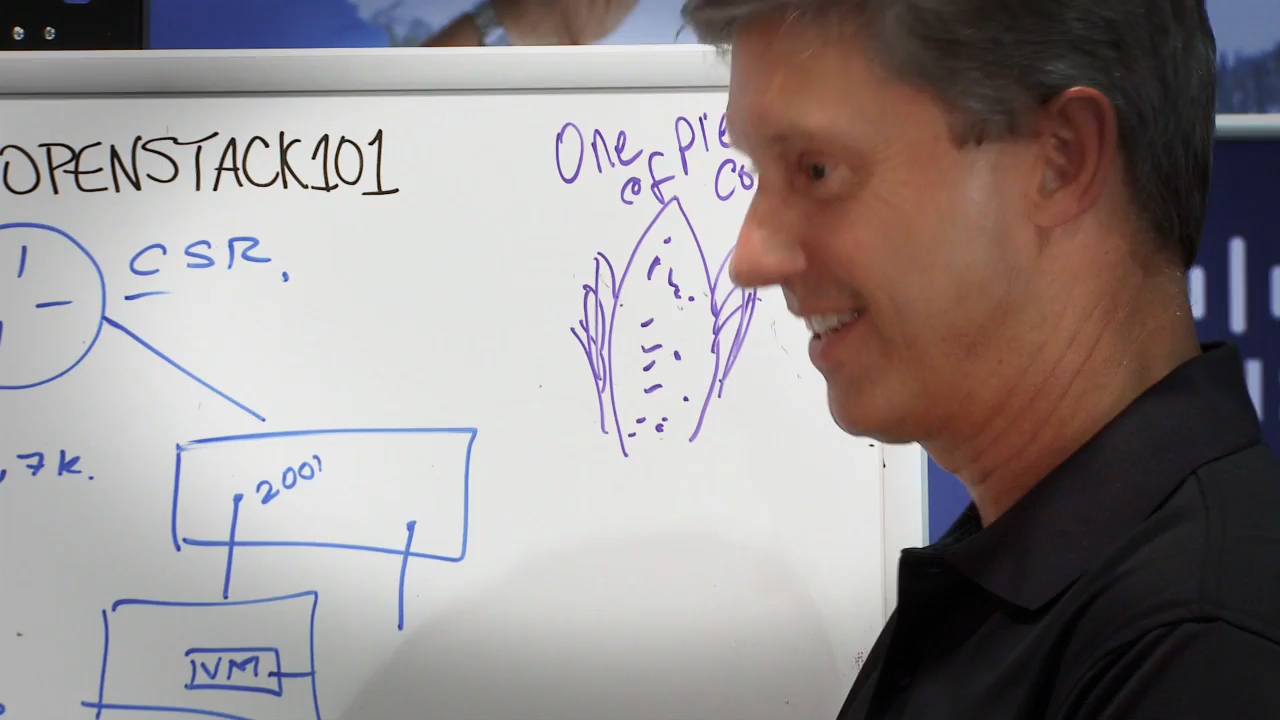 OPENSTACK101
One
of
CSR,
,7k.
2001
VM